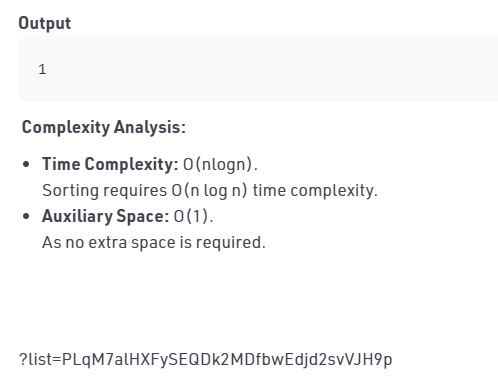 Output
1
Complexity Analysis:
• Time Complexity: O(nlogn).
Sorting requires O(n log n) time complexity.
• Auxiliary Space: O(1).
As no extra space is required.
?list=PLqM7alHXFySEQDk2MDfbwEdjd2svVJH9p